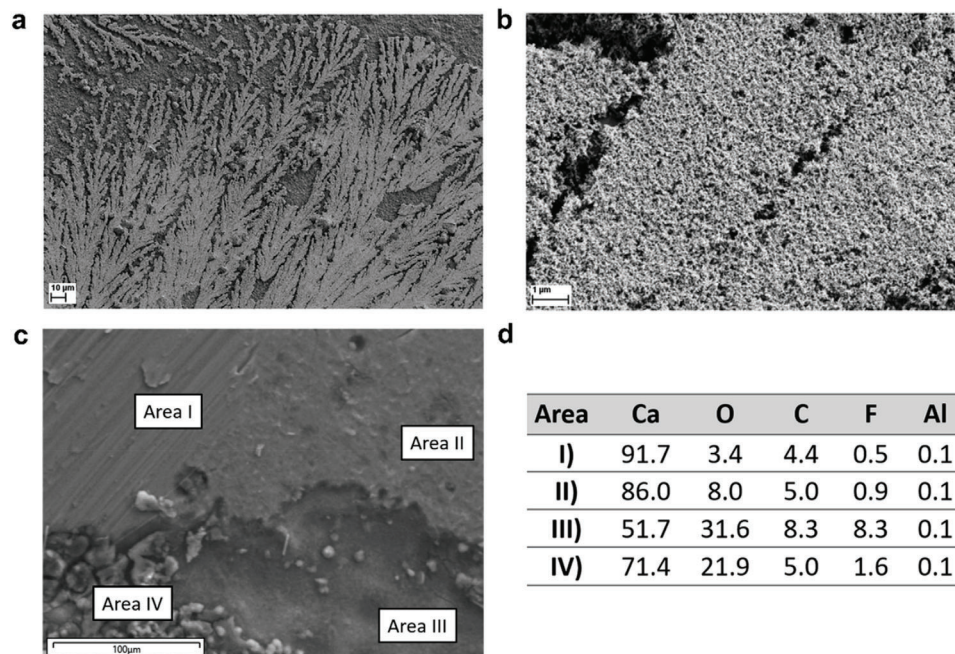 a
b
10 µm
1 µm
c
d
Area I
Area II
Area IV
Area III
100µm
Area Ca O C F Al
I) 91.7 3.4 4.4 0.5 0.1
II) 86.0 8.0 5.0 0.9 0.1
III) 51.7 31.6 8.3 8.3 0.1
IV) 71.4 21.9 5.0 1.6 0.1